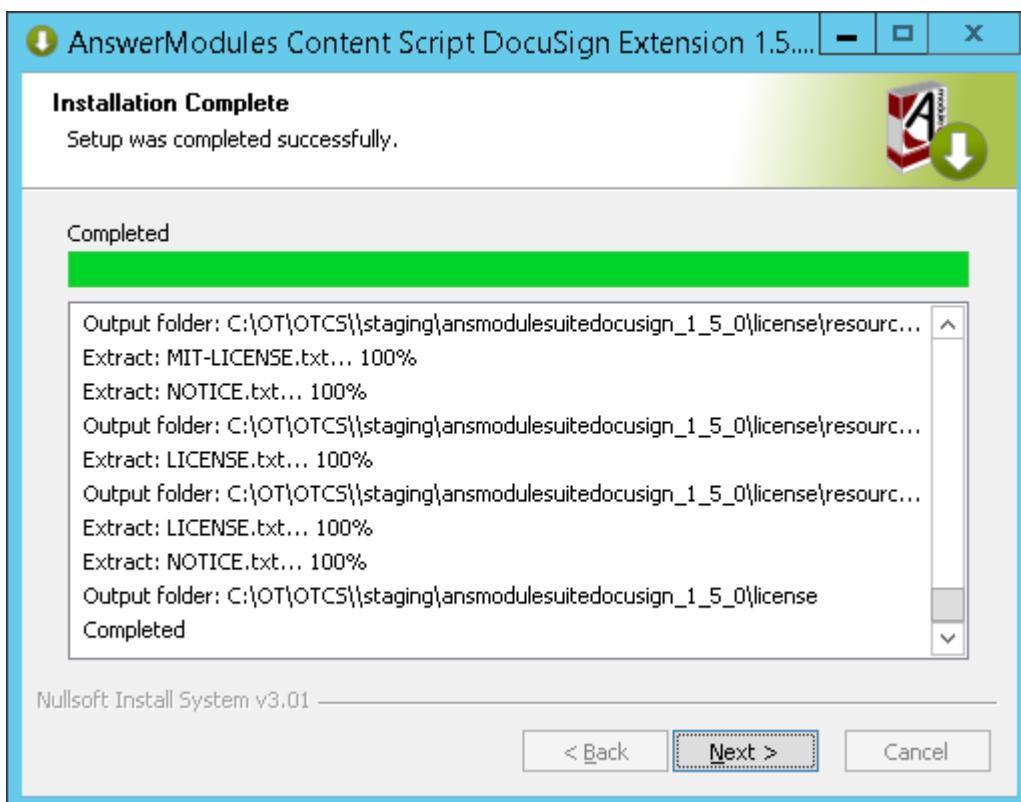 AnswerModules Content Script DocuSign Extension 1.5....
Installation Complete
Setup was completed successfully.
Completed
Output folder: C:\OT\OTCS\\staging\ansmodulesuitedocusign_1_5_0\license\resourc...
Extract: MIT-LICENSE.txt... 100%
Extract: NOTICE.txt... 100%
Output folder: C:\OT\OTCS\\staging\ansmodulesuitedocusign_1_5_0\license\resourc...
Extract: LICENSE.txt... 100%
Output folder: C:\OT\OTCS\\staging\ansmodulesuitedocusign_1_5_0\license\resourc...
Extract: LICENSE.txt... 100%
Extract: NOTICE.txt... 100%
Output folder: C:\OT\OTCS\\staging\ansmodulesuitedocusign_1_5_0\license
Completed
Nullsoft Install System v3.01
< Back
Next >
Cancel